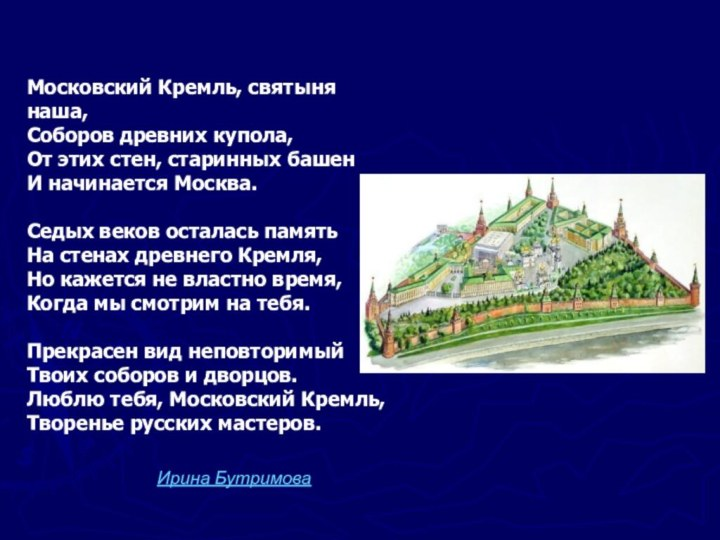 Московский Кремль, святыня
наша,
Соборов древних купола,
От этих стен, старинных башен
И начинается Москва.

Седых веков осталась память
На стенах древнего Кремля,
Но кажется не властно время,
Когда мы смотрим на тебя.

Прекрасен вид неповторимый
Твоих соборов и дворцов.
Люблю тебя, Московский Кремль,
Творенье русских мастеров.

Ирина Бутримова